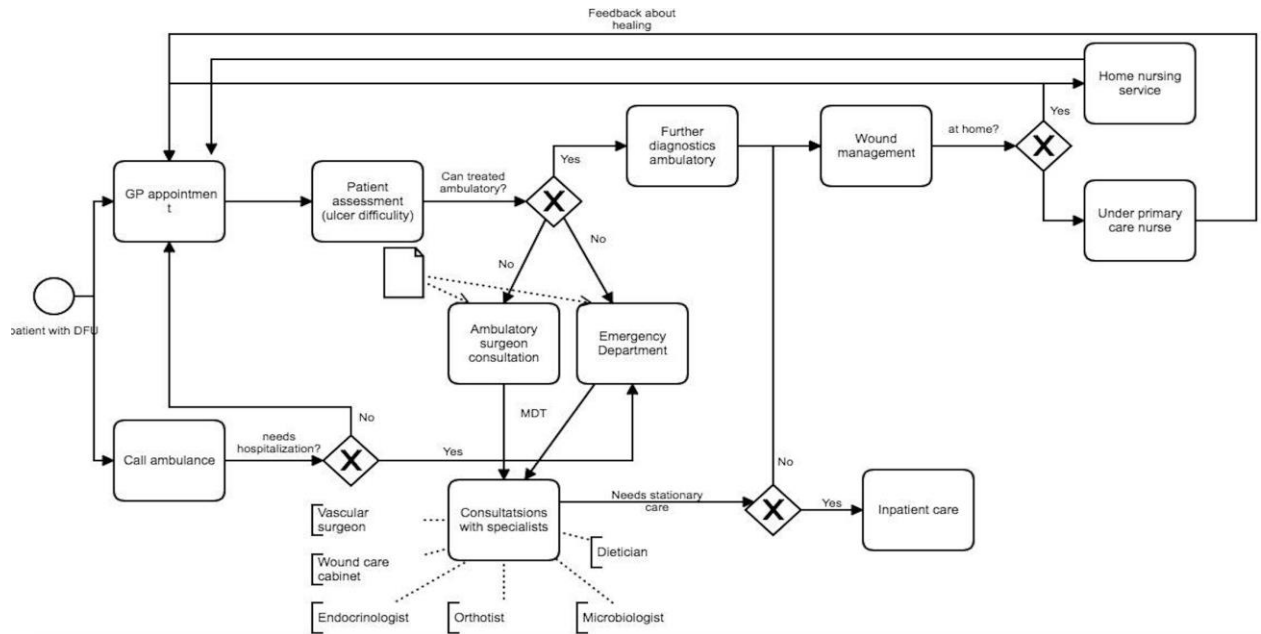 Feedback about
healing
Home nursing
service
Yes
Further
diagnostics
ambulatory
Wound
management
at home?
X
Yes
GP appointmen
t
Patient
assessment
(ulcer difficulity)
Can treated
ambulatory?
X
No
No
Under primary
care nurse
patient with DFU
Ambulatory
surgeon
consultation
Emergency
Department
MDT
No
Call ambulance
needs
hospitalization?
X
Yes
Consultatsions
with specialists
Needs stationary
care
No
X
Yes
Inpatient care
Vascular
surgeon
Wound care
cabinet
Endocrinologist
Orthotist
Microbiologist
Dietician